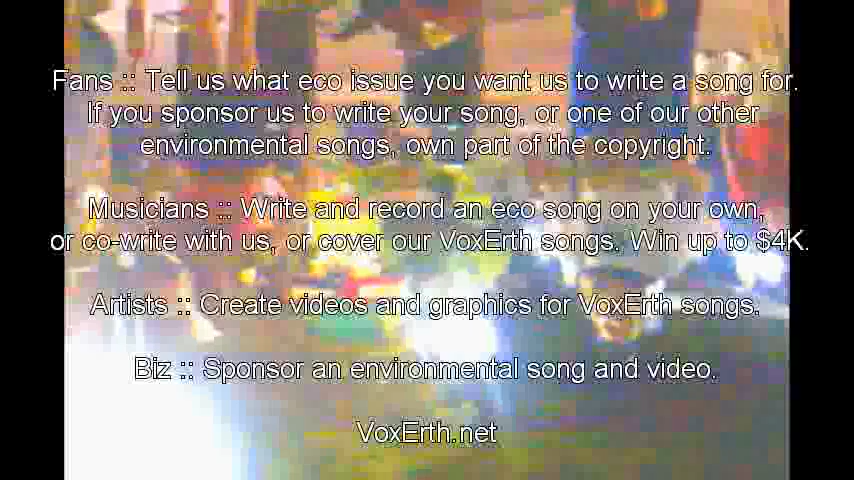 Fans :: Tell us what eco issue you want us to write a song for.
If you sponsor us to write your song, or one of our other
environmental songs, own part of the copyright.
Musicians :: Write and record an eco song on your own,
or co-write with us, or cover our VoxErth songs. Win up to $4K.
Artists :: Create videos and graphics for VoxErth songs.
Biz :: Sponsor an environmental song and video.
VoxErth.net